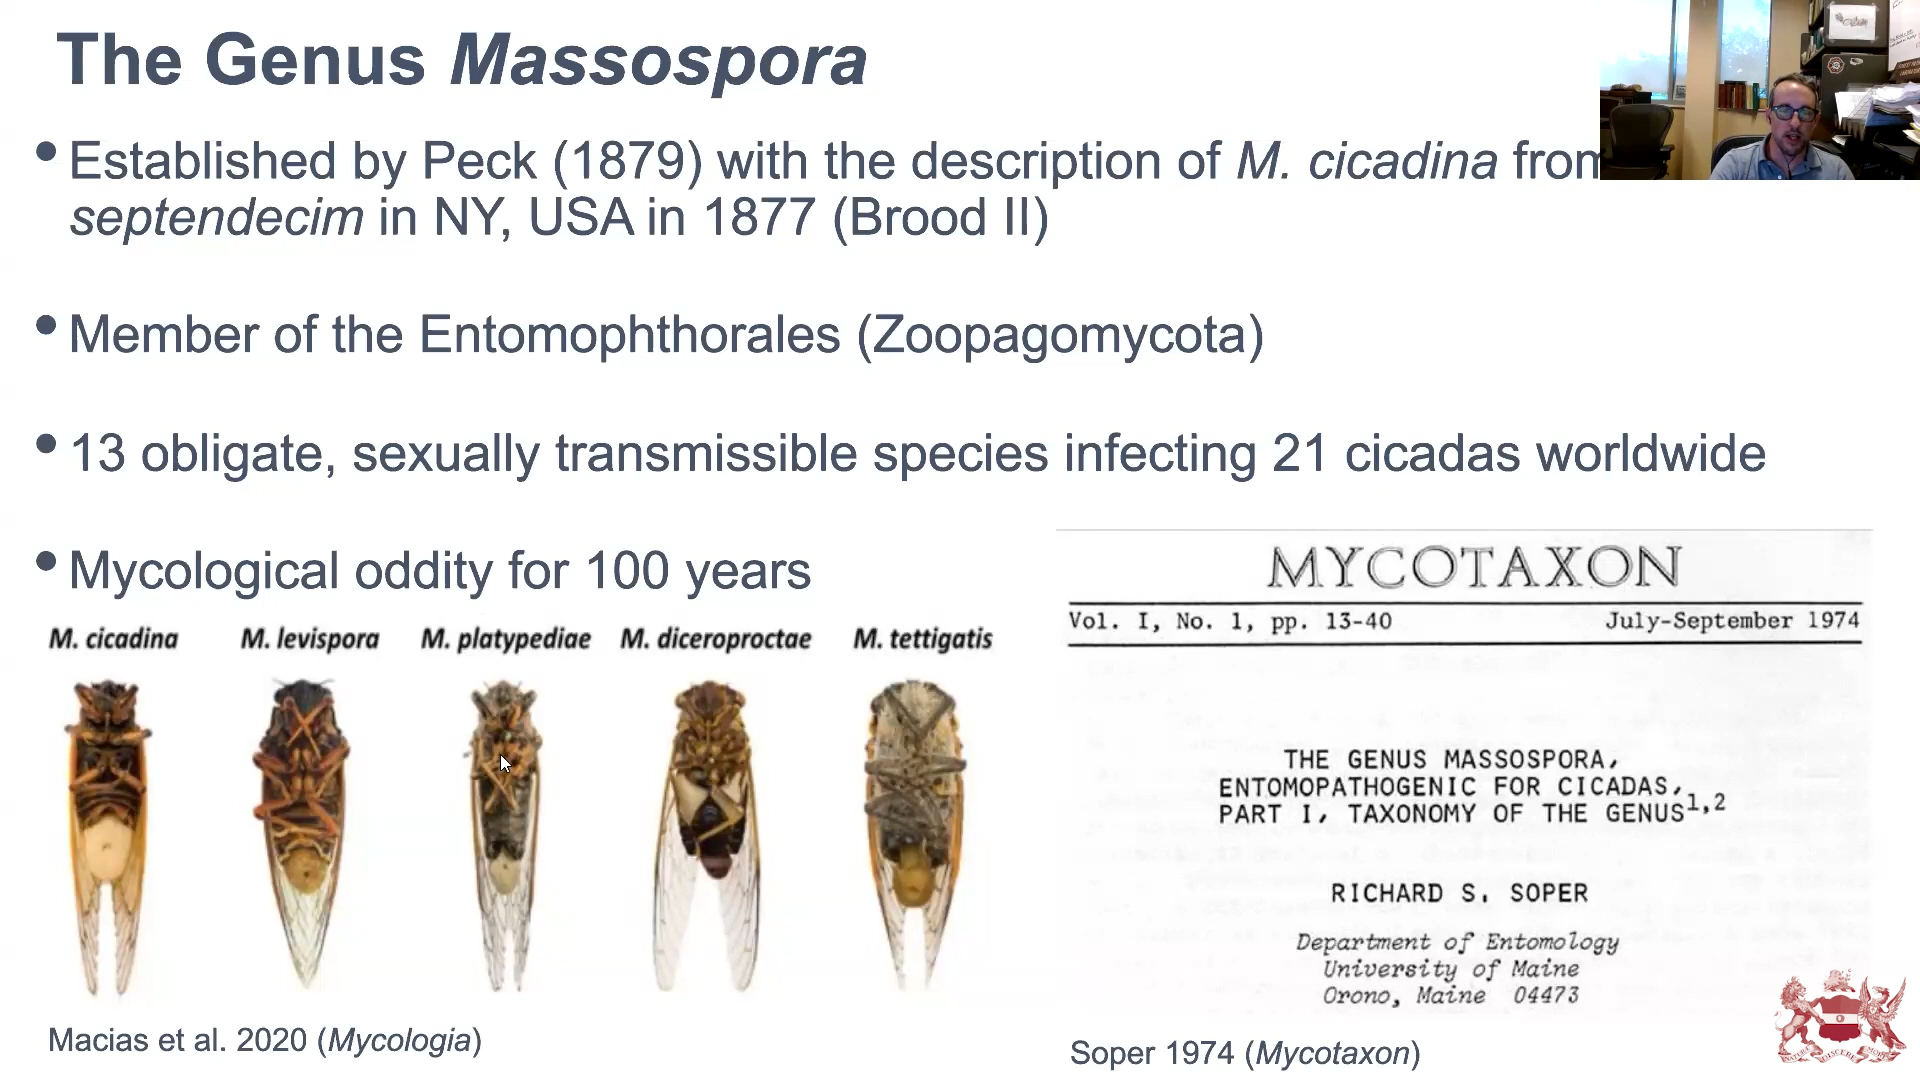 The Genus Massospora
• Established by Peck (1879) with the description of M. cicadina from
septendecim in NY, USA in 1877 (Brood II)
• Member of the Entomophthorales (Zoopagomycota)
• 13 obligate, sexually transmissible species infecting 21 cicadas worldwide
• Mycological oddity for 100 years
M. cicadina M. levispora M. platypediae M. diceroproctae M. tettigatis
Macias et al. 2020 (Mycologia)
MYCOTAXON
Vol. I, No. 1, pp. 13-40 July-September 1974
THE GENUS MASSOSPORA,
ENTOMOPATHOGENIC FOR CICADAS,
PART I, TAXONOMY OF THE GENUS1,2
RICHARD S. SOPER
Department of Entomology
University of Maine
Orono, Maine 04473
Soper 1974 (Mycotaxon)